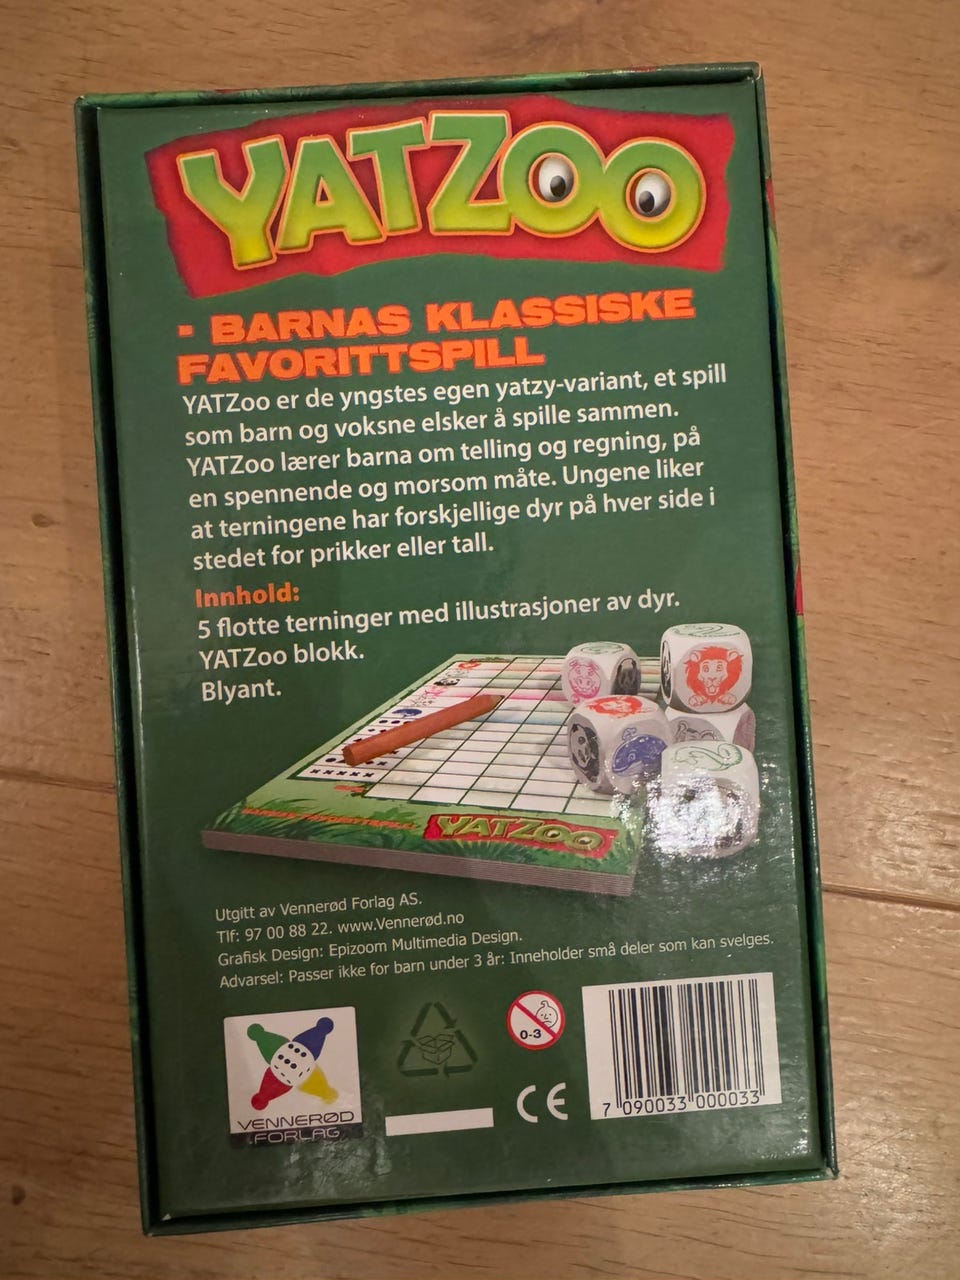 YATZOO
- BARNAS KLASSISKE
FAVORITTSPILL
YATZoo er de yngstes egen yatzy-variant, et spill
som barn og voksne elsker å spille sammen.
YATZoo lærer barna om telling og regning, på
en spennende og morsom måte. Ungene liker
at terningene har forskjellige dyr på hver side i
stedet for prikker eller tall.
Innhold:
5 flotte terninger med illustrasjoner av dyr.
YATZoo blokk.
Blyant.
YATZOO
Utgitt av Vennerød Forlag AS.
Tlf: 97 00 88 22. www.Vennerød.no
Grafisk Design: Epizoom Multimedia Design.
Advarsel: Passer ikke for barn under 3 år: Inneholder små deler som kan svelges.
0-3
VENNERØD
FORLAG
CE
7 090033 000033